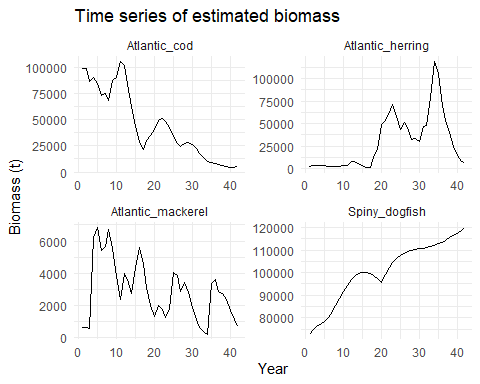 Time series of estimated biomass
Atlantic_cod
Atlantic_herring
100000
75000
50000
25000
0
0 10 20 30 40
100000
75000
50000
25000
0
0 10 20 30 40
Atlantic_mackerel
Spiny_dogfish
6000
4000
2000
0
0 10 20 30 40
120000
110000
100000
90000
80000
0 10 20 30 40
Biomass (t)
Year